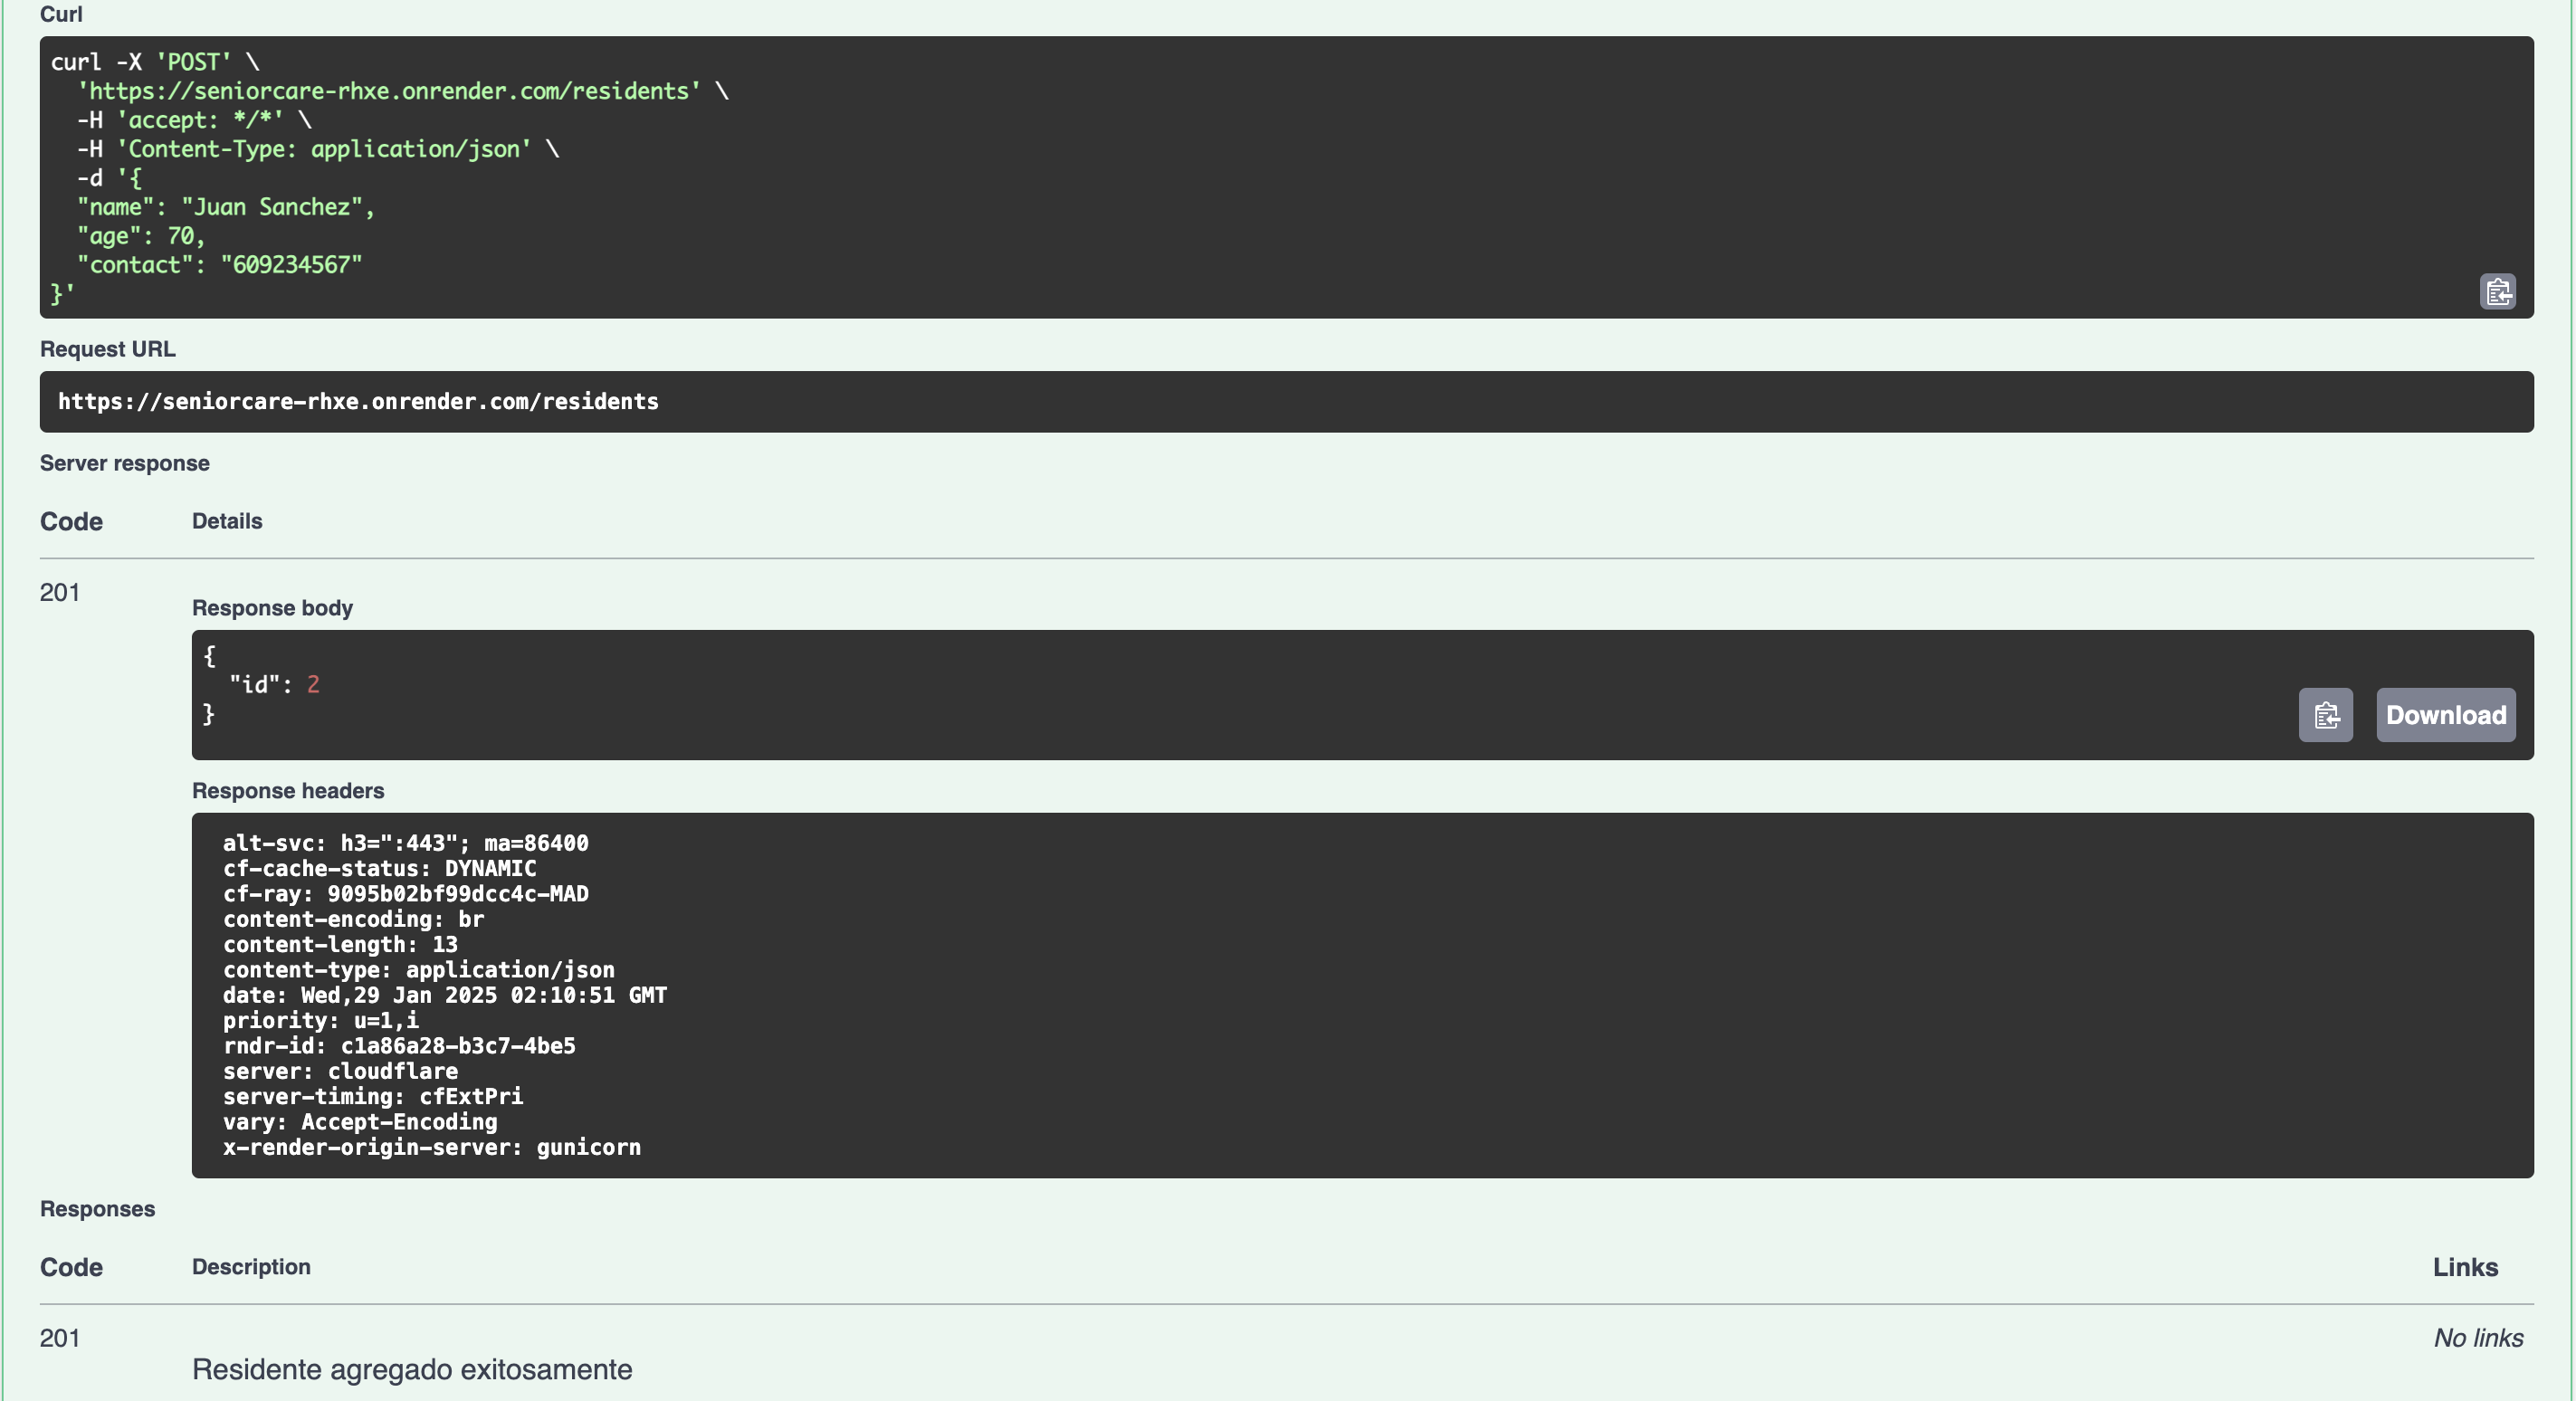 Curl
curl -X 'POST' \
  'https://seniorcare-rhxe.onrender.com/residents' \
  -H 'accept: */*' \
  -H 'Content-Type: application/json' \
  -d '{
  "name": "Juan Sanchez",
  "age": 70,
  "contact": "609234567"
}'
Request URL
https://seniorcare-rhxe.onrender.com/residents
Server response
Code Details
201
Response body
{
  "id": 2
}
Download
Response headers
alt-svc: h3=":443"; ma=86400
cf-cache-status: DYNAMIC
cf-ray: 9095b02bf99dcc4c-MAD
content-encoding: br
content-length: 13
content-type: application/json
date: Wed,29 Jan 2025 02:10:51 GMT
priority: u=1,i
rndr-id: c1a86a28-b3c7-4be5
server: cloudflare
server-timing: cfExtPri
vary: Accept-Encoding
x-render-origin-server: gunicorn
Responses
Code Description Links
201 No links
Residente agregado exitosamente